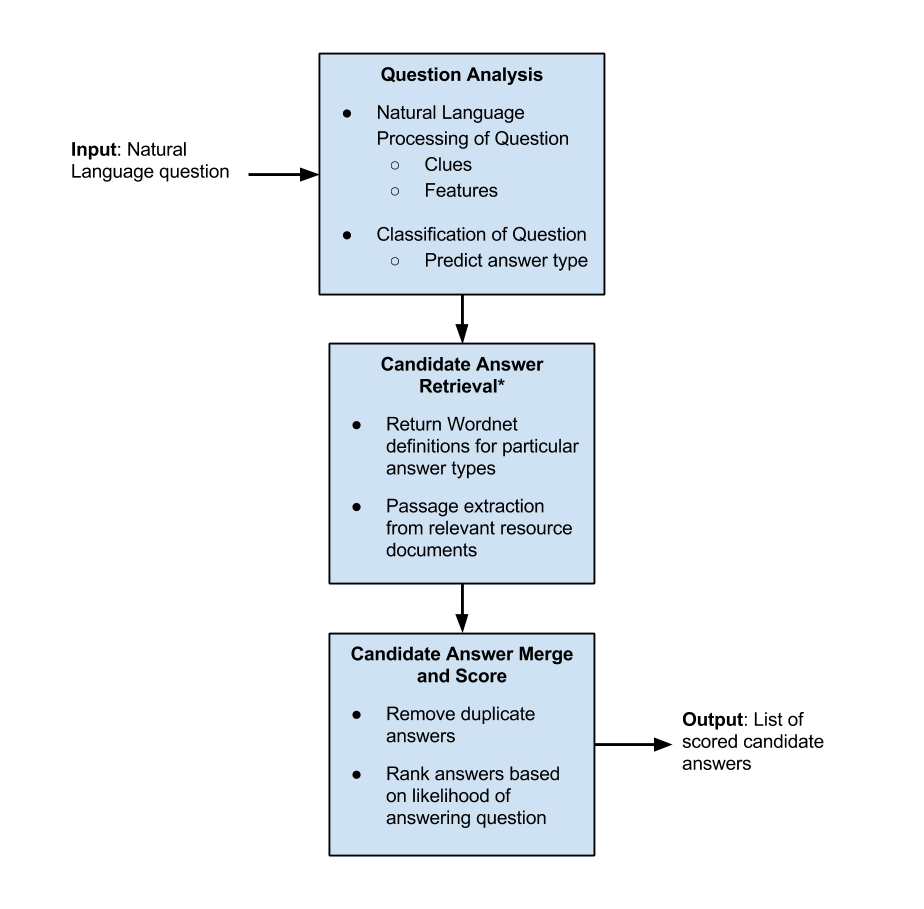 Question Analysis
● Natural Language
Processing of Question
○ Clues
○ Features
● Classification of Question
○ Predict answer type
Input: Natural
Language question
Candidate Answer
Retrieval*
● Return Wordnet
definitions for particular
answer types
● Passage extraction
from relevant resource
documents
Candidate Answer Merge
and Score
● Remove duplicate
answers
● Rank answers based
on likelihood of
answering question
Output: List of
scored candidate
answers